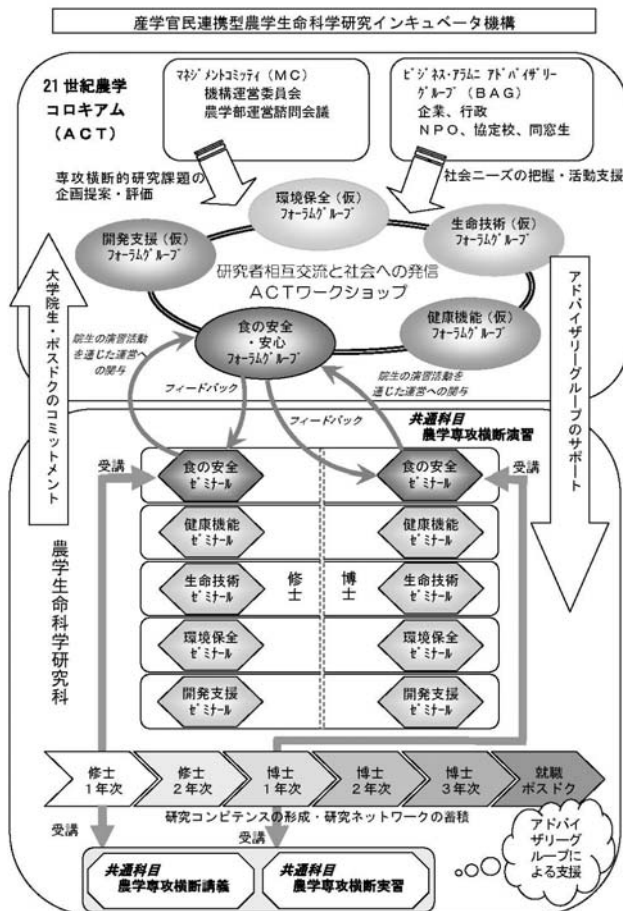 産学官民連携型農学生命科学研究インキュベータ機構
21世紀農学
コロキアム
(ACT)
マネジメントコミッティ(MC)
機構運営委員会
農学部運営諮問会議
ビジネス・アラムニ アドバイザリー
グループ(BAG)
企業、行政
NPO、協定校、同窓生
専攻横断的研究課題の
企画提案・評価
社会ニーズの把握・活動支援
環境保全(仮)
フォーラムグループ
開発支援(仮)
フォーラムグループ
生命技術(仮)
フォーラムグループ
研究者相互交流と社会への発信
ACTワークショップ
食の安全
・安心
フォーラムグループ
健康機能(仮)
フォーラムグループ
大学院生・ポスドクのコミットメント
アドバイザリーグループのサポート
院生の演習活動
を通じた運営へ
の関与
フィードバック
フィードバック
院生の演習活動を
通じた運営への関与
共通科目
農学専攻横断演習
受講
食の安全
ゼミナール
食の安全
ゼミナール
受講
健康機能
ゼミナール
健康機能
ゼミナール
生命技術
ゼミナール
修士
博士
生命技術
ゼミナール
環境保全
ゼミナール
環境保全
ゼミナール
開発支援
ゼミナール
開発支援
ゼミナール
農学生命科学研究科
修士
1年次
修士
2年次
博士
1年次
博士
2年次
博士
3年次
就職
ポスドク
研究コンピテンスの形成・研究ネットワークの蓄積
受講
受講
アドバイ
ザリーグ
ループに
よる支援
共通科目
農学専攻横断講義
共通科目
農学専攻横断実習